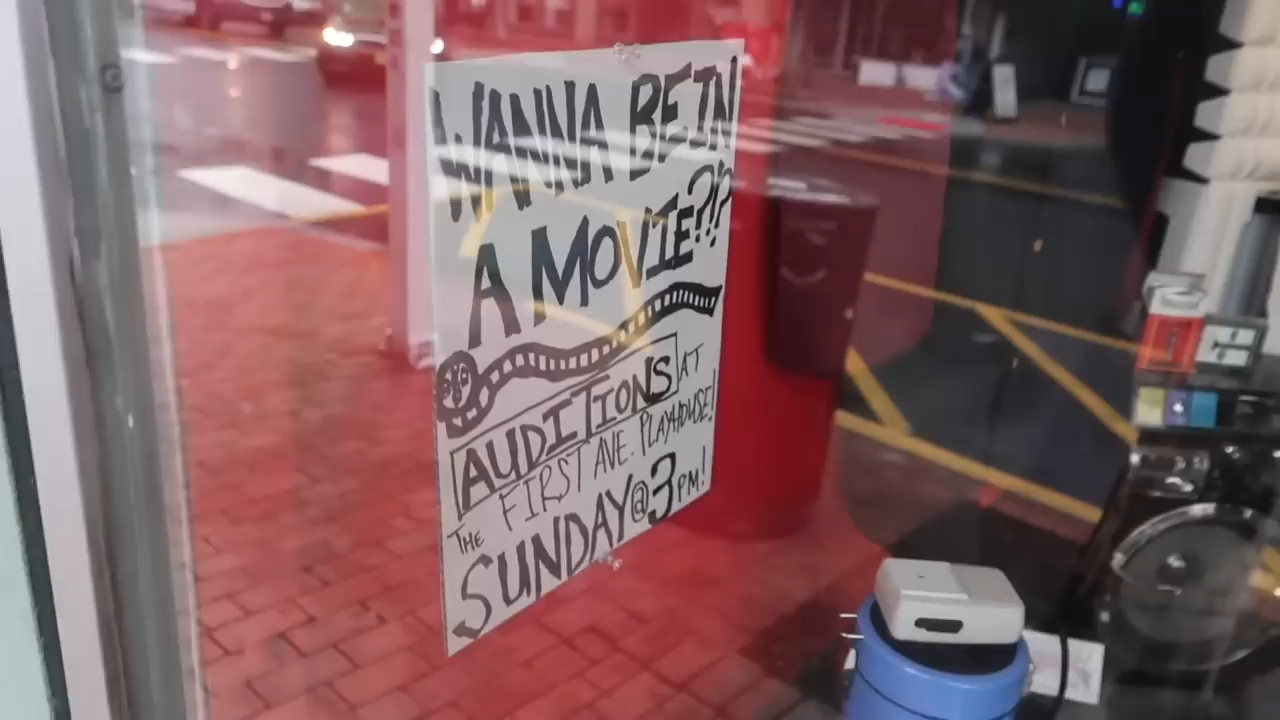 WANNA BE IN
A MOVIE??
AUDITIONS AT
THE FIRST AVE. PLAYHOUSE!
SUNDAY @ 3 PM!